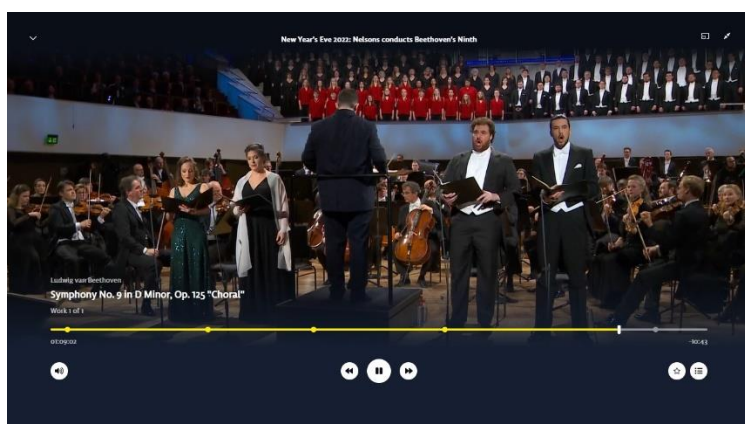 New Year's Eve 2022: Nelsons conducts Beethoven's Ninth
Ludwig van Beethoven
Symphony No. 9 in D Minor, Op. 125 "Choral"
Work 1 of 1
01:09:02
-10:43